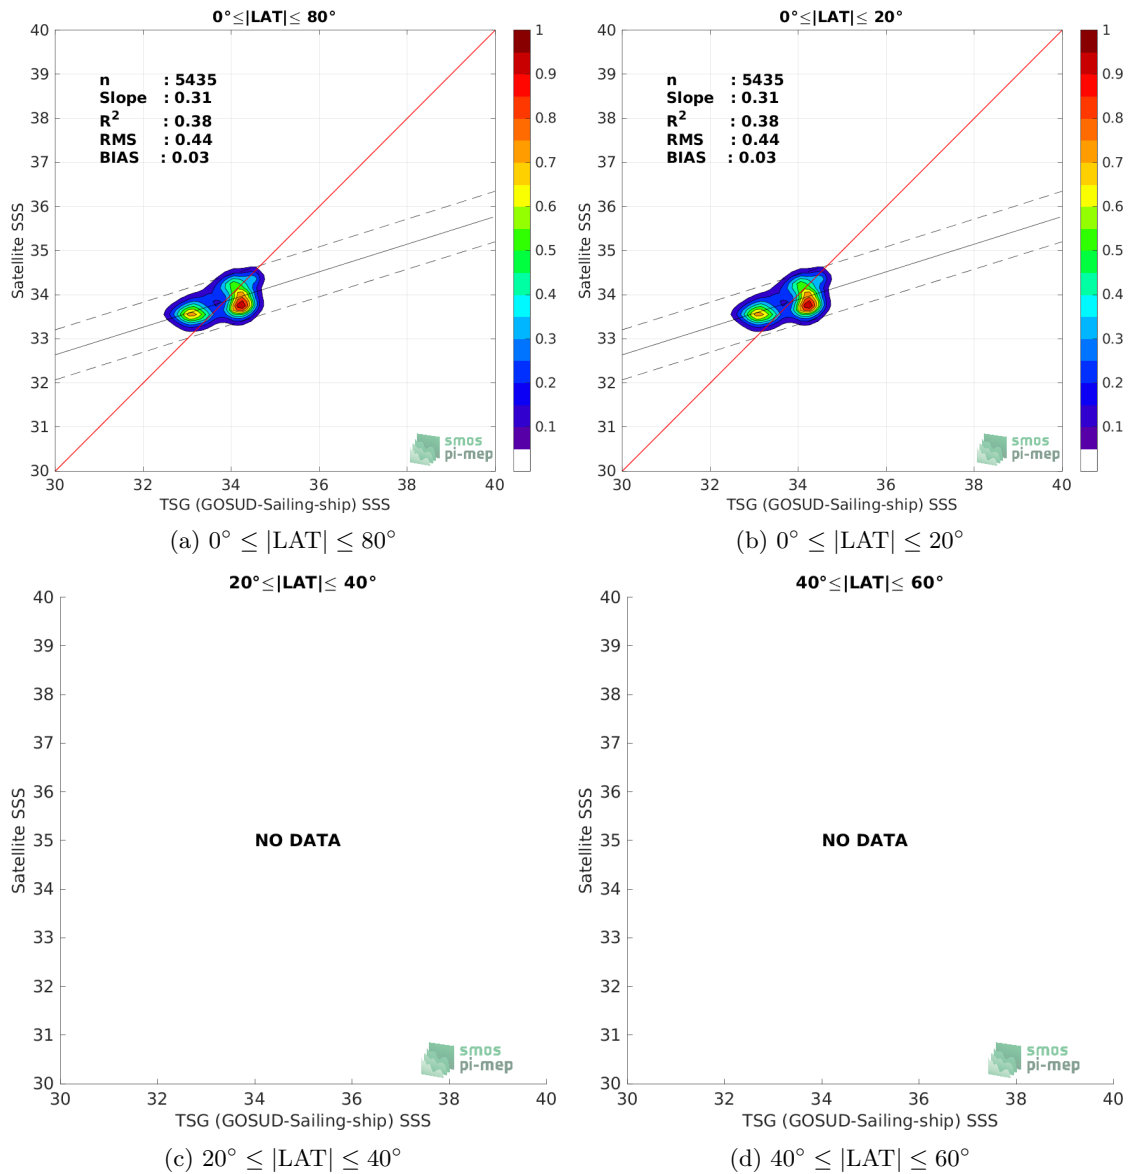 0°≤|LAT|≤ 80°
40
39
38
37
36
35
34
33
32
31
30
Satellite SSS
n : 5435
Slope : 0.31
R² : 0.38
RMS : 0.44
BIAS : 0.03
1
0.9
0.8
0.7
0.6
0.5
0.4
0.3
0.2
0.1
smos
pi-mep
30 32 34 36 38 40
TSG (GOSUD-Sailing-ship) SSS
(a) 0° ≤ |LAT| ≤ 80°
0°≤|LAT|≤ 20°
40
39
38
37
36
35
34
33
32
31
30
Satellite SSS
n : 5435
Slope : 0.31
R² : 0.38
RMS : 0.44
BIAS : 0.03
1
0.9
0.8
0.7
0.6
0.5
0.4
0.3
0.2
0.1
smos
pi-mep
30 32 34 36 38 40
TSG (GOSUD-Sailing-ship) SSS
(b) 0° ≤ |LAT| ≤ 20°
20°≤|LAT|≤ 40°
40
39
38
37
36
35
34
33
32
31
30
Satellite SSS
NO DATA
smos
pi-mep
30 32 34 36 38 40
TSG (GOSUD-Sailing-ship) SSS
(c) 20° ≤ |LAT| ≤ 40°
40°≤|LAT|≤ 60°
40
39
38
37
36
35
34
33
32
31
30
Satellite SSS
NO DATA
smos
pi-mep
30 32 34 36 38 40
TSG (GOSUD-Sailing-ship) SSS
(d) 40° ≤ |LAT| ≤ 60°